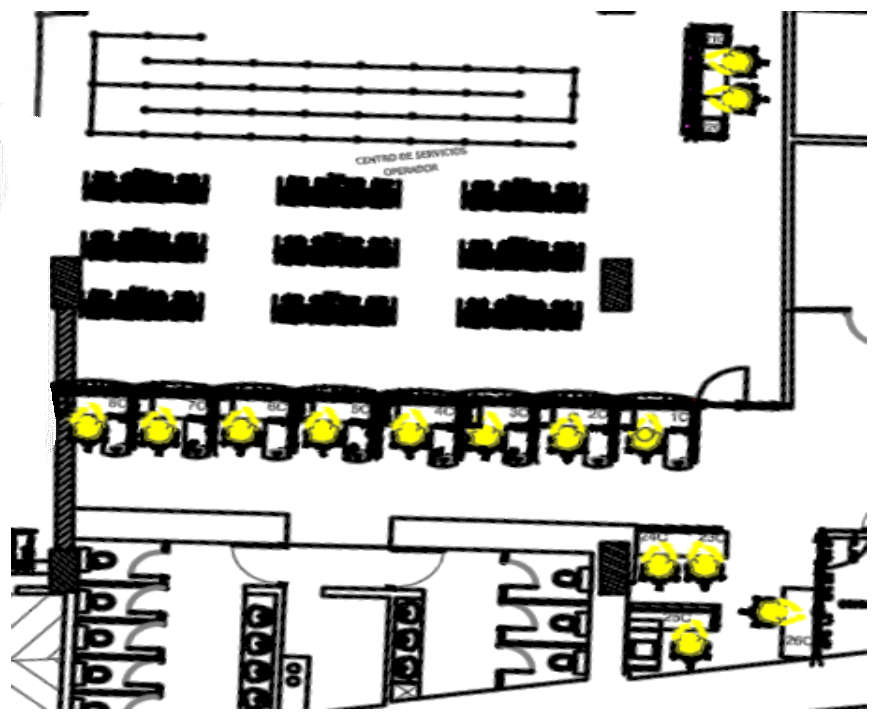 CENTRO DE SERVICIOS
OPERADOR
8C 7C 6C 5C 4C 3C 2C 1C
24C 23C
25C
26C